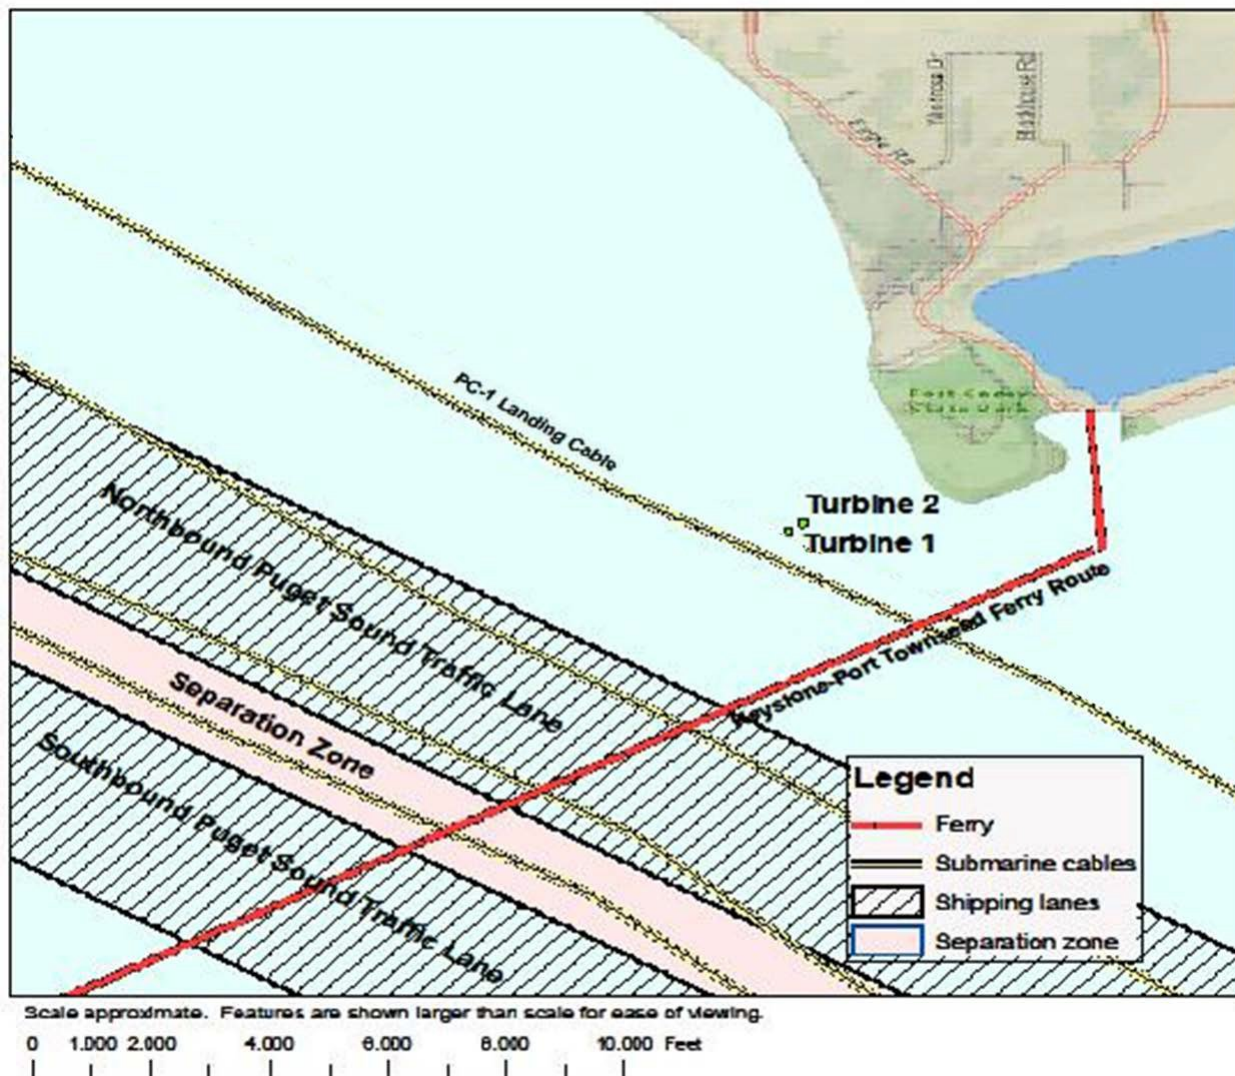 Eagle Rd
PC-1 Landing Cable
Turbine 2
Turbine 1
Keystone-Port Townsend Ferry Route
Northbound Puget Sound Traffic Lane
Separation Zone
Southbound Puget Sound Traffic Lane
Legend
Ferry
Submarine cables
Shipping lanes
Separation zone
Scale approximate. Features are shown larger than scale for ease of viewing.
0 1.000 2.000 4.000 6.000 8.000 10.000 Feet